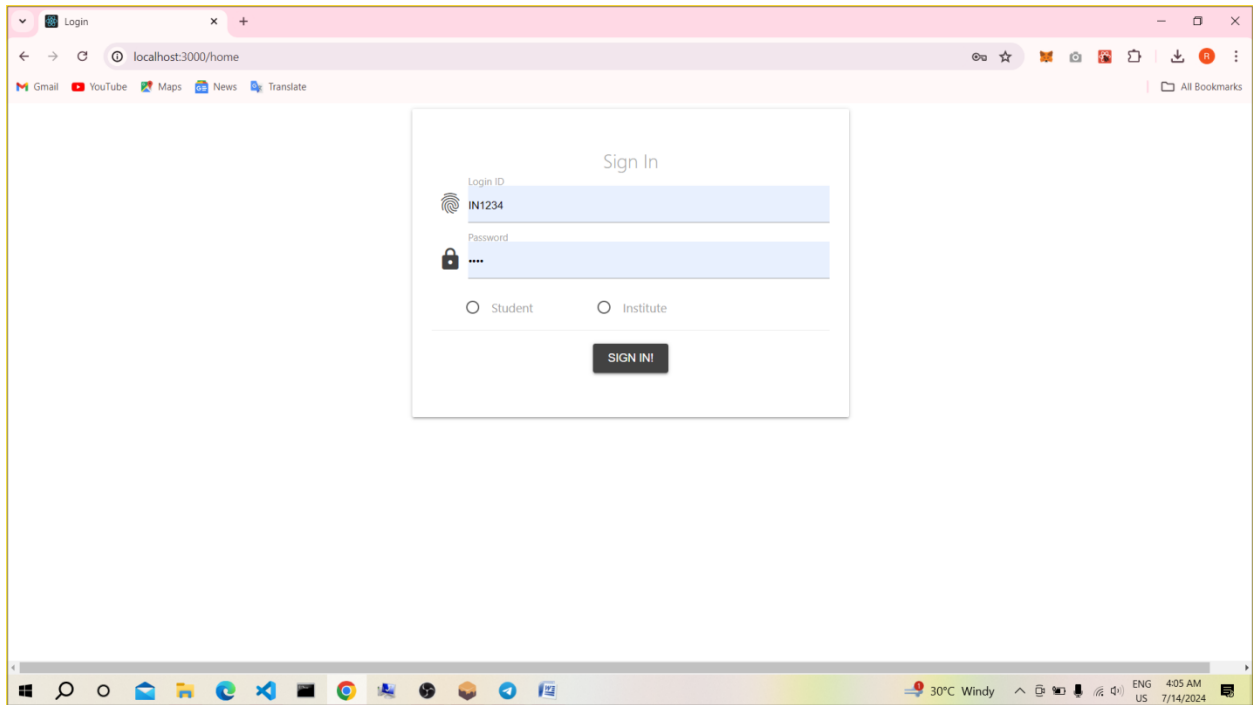 Login
localhost:3000/home
Gmail YouTube Maps News Translate All Bookmarks
Sign In
Login ID
IN1234
Password
••••
Student Institute
SIGN IN!
30°C Windy ENG 4:05 AM
US 7/14/2024